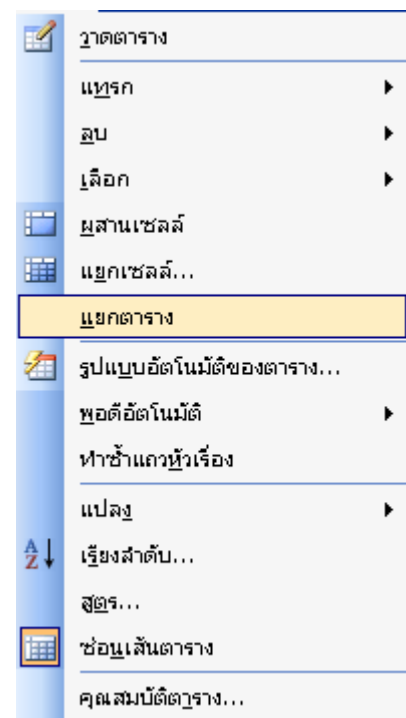 วาดตาราง
แทรก
ลบ
เลือก
ผสานเซลล์
แยกเซลล์...
แยกตาราง
รูปแบบอัตโนมัติของตาราง...
พอดีอัตโนมัติ
ทำซ้ำแถวหัวเรื่อง
แปลง
เรียงลำดับ...
สูตร...
ซ่อนเส้นตาราง
คุณสมบัติตาราง...